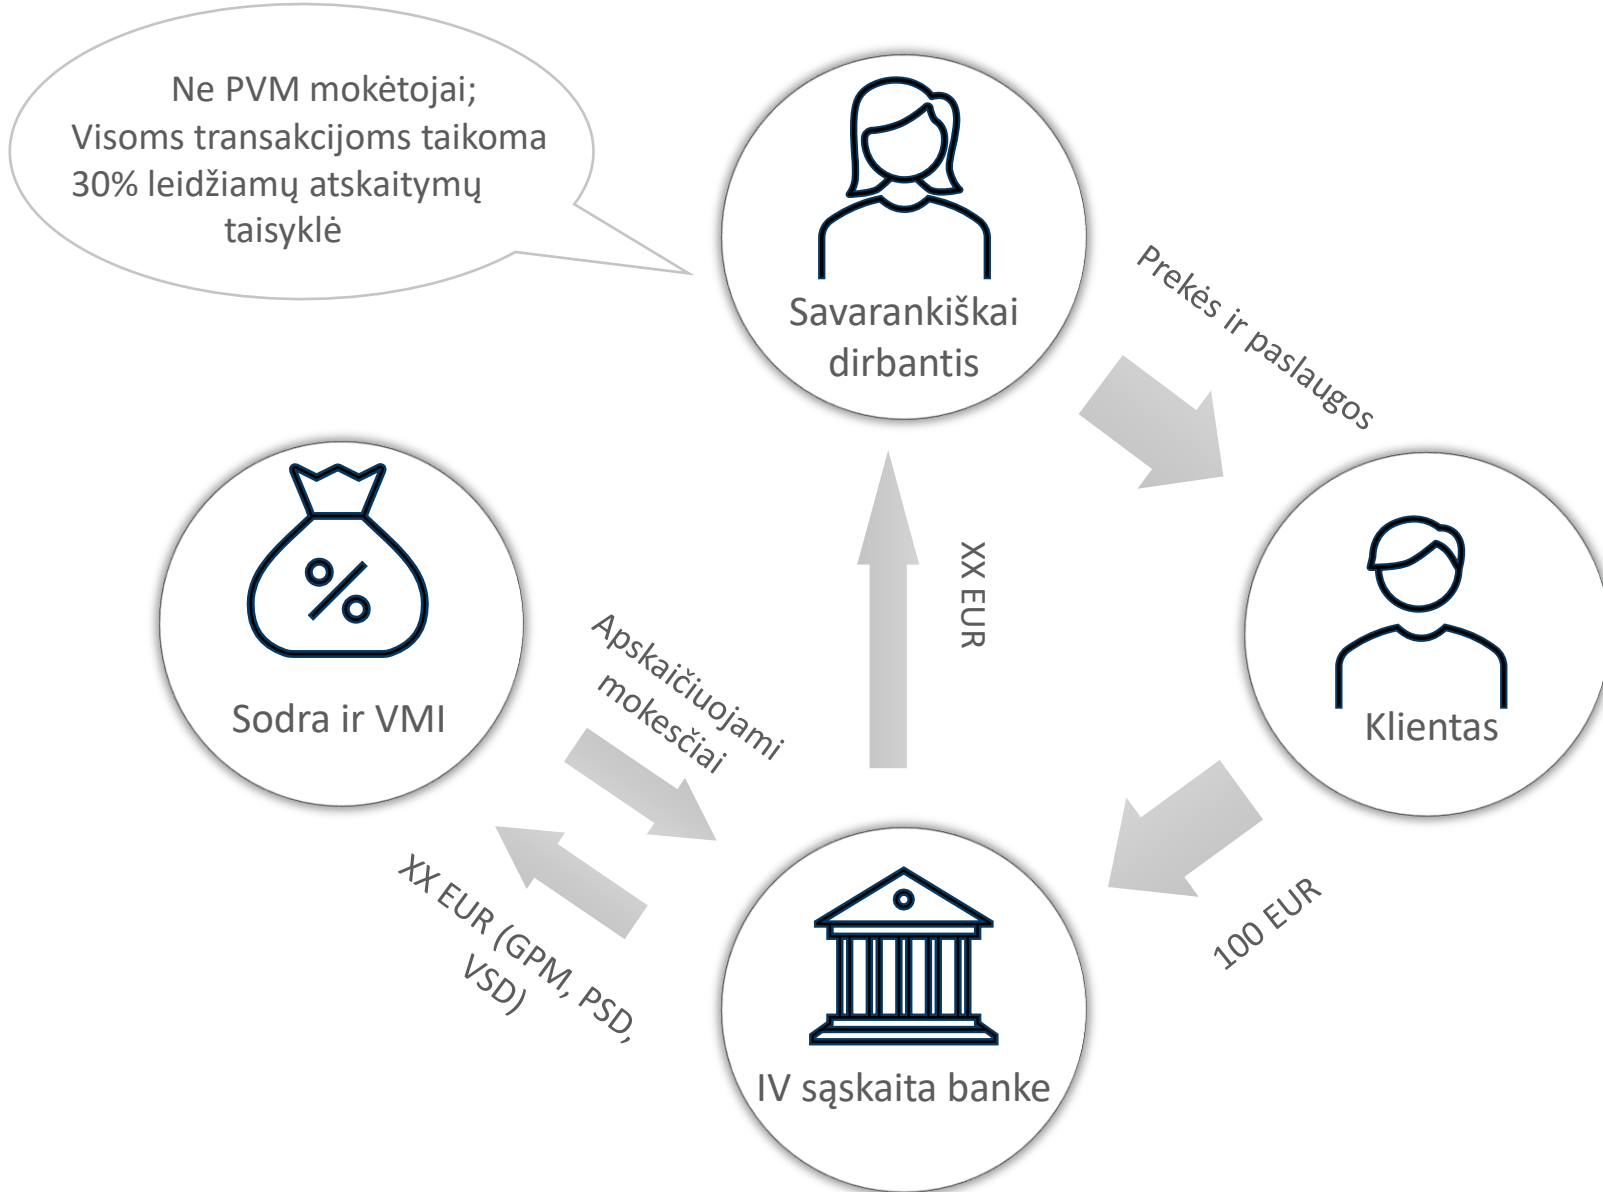 Ne PVM mokėtojai;
Visoms transakcijoms taikoma
30% leidžiamų atskaitymų
taisyklė
Savarankiškai
dirbantis
Prekės ir paslaugos
Klientas
100 EUR
XX EUR
IV sąskaita banke
Apskaičiuojami
mokesčiai
XX EUR (GPM, PSD,
VSD)
Sodra ir VMI
%